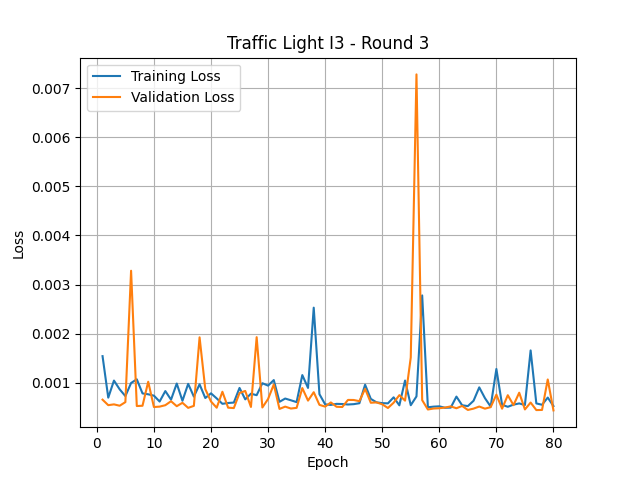 Traffic Light I3 - Round 3
Training Loss
Validation Loss
0.007
0.006
0.005
0.004
0.003
0.002
0.001
Loss
0 10 20 30 40 50 60 70 80
Epoch